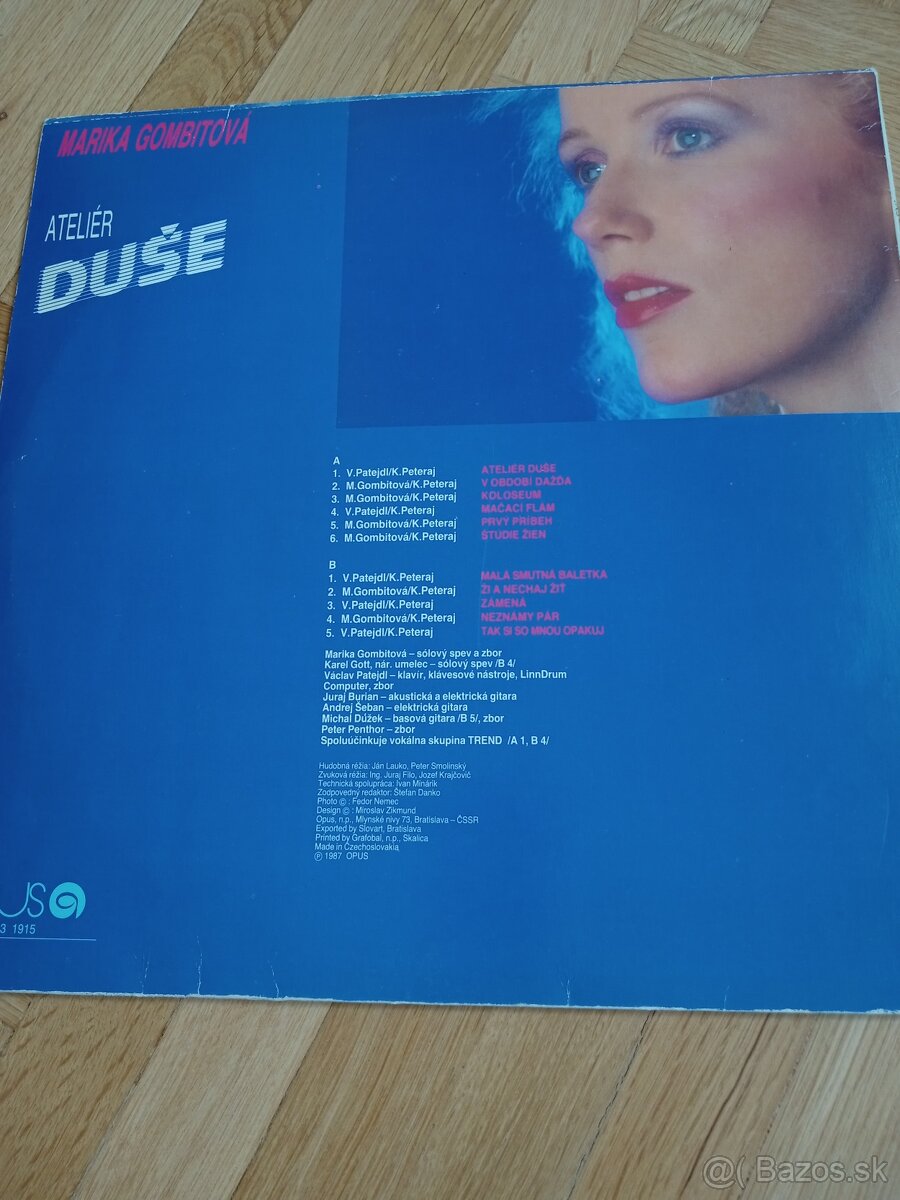 MARIKA GOMBITOVÁ
ATELIÉR
DUŠE
A
1. V.Patejdl/K.Peteraj ATELIÉR DUŠE
2. M.Gombitová/K.Peteraj V OBDOBÍ DAŽĎA
3. M.Gombitová/K.Peteraj KOLOSEUM
4. V.Patejdl/K.Peteraj MAČACÍ FLÁM
5. M.Gombitová/K.Peteraj PRVÝ PRÍBEH
6. M.Gombitová/K.Peteraj ŠTÚDIE ŽIEN
B
1. V.Patejdl/K.Peteraj MALÁ SMUTNÁ BALETKA
2. M.Gombitová/K.Peteraj ŽI A NECHAJ ŽIŤ
3. V.Patejdl/K.Peteraj ZÁMENA
4. M.Gombitová/K.Peteraj NEZNÁMY PÁR
5. V.Patejdl/K.Peteraj TAK SI SO MNOU OPAKUJ
Marika Gombitová – sólový spev a zbor
Karel Gott, nár. umelec – sólový spev /B 4/
Václav Patejdl – klavír, klávesové nástroje, LinnDrum
Computer, zbor
Juraj Burian – akustická a elektrická gitara
Andrej Šeban – elektrická gitara
Michal Dúžek – basová gitara /B 5/, zbor
Peter Penthor – zbor
Spoluúčinkuje vokálna skupina TREND /A 1, B 4/
Hudobná réžia: Ján Lauko, Peter Smolinský
Zvuková réžia: Ing. Juraj Filo, Jozef Krajčovič
Technická spolupráca: Ivan Minárik
Zodpovedný redaktor: Štefan Danko
Photo © : Fedor Nemec
Design © : Miroslav Zikmund
Opus, n.p., Mlynské nivy 73, Bratislava – ČSSR
Exported by Slovart, Bratislava
Printed by Grafobal, n.p., Skalica
Made in Czechoslovakia
℗ 1987 OPUS
US
3 1915
@( Bazos.sk